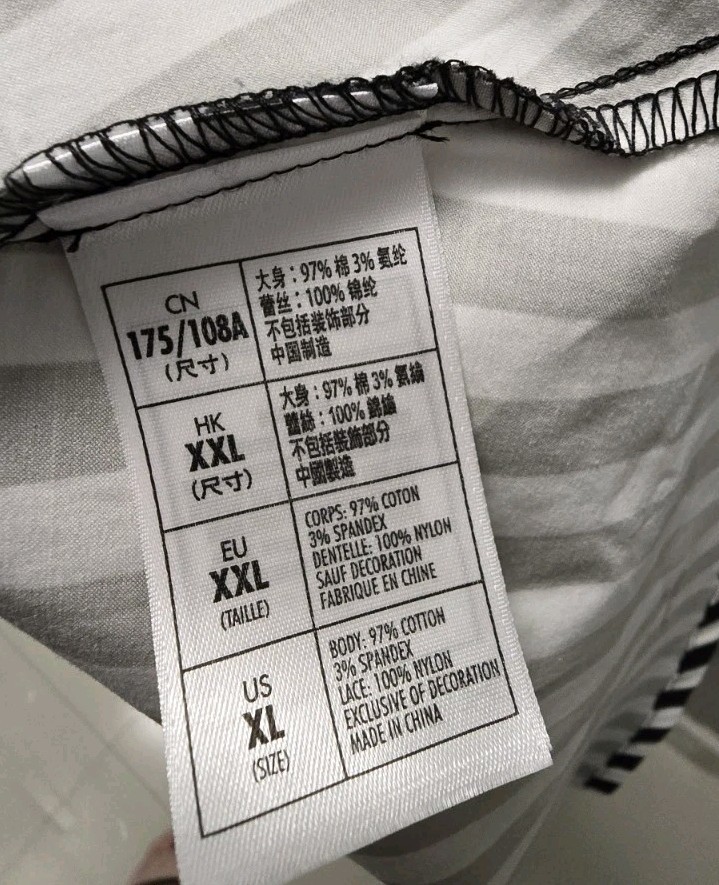 CN
175/108A
(尺寸)
大身：97% 棉 3% 氨纶
蕾丝：100% 锦纶
不包括装饰部分
中国制造
HK
XXL
(尺寸)
大身：97% 棉 3% 氨綸
蕾絲：100% 錦綸
不包括裝飾部分
中國製造
EU
XXL
(TAILLE)
CORPS: 97% COTON
3% SPANDEX
DENTELLE: 100% NYLON
SAUF DECORATION
FABRIQUE EN CHINE
US
XL
(SIZE)
BODY: 97% COTTON
3% SPANDEX
LACE: 100% NYLON
EXCLUSIVE OF DECORATION
MADE IN CHINA